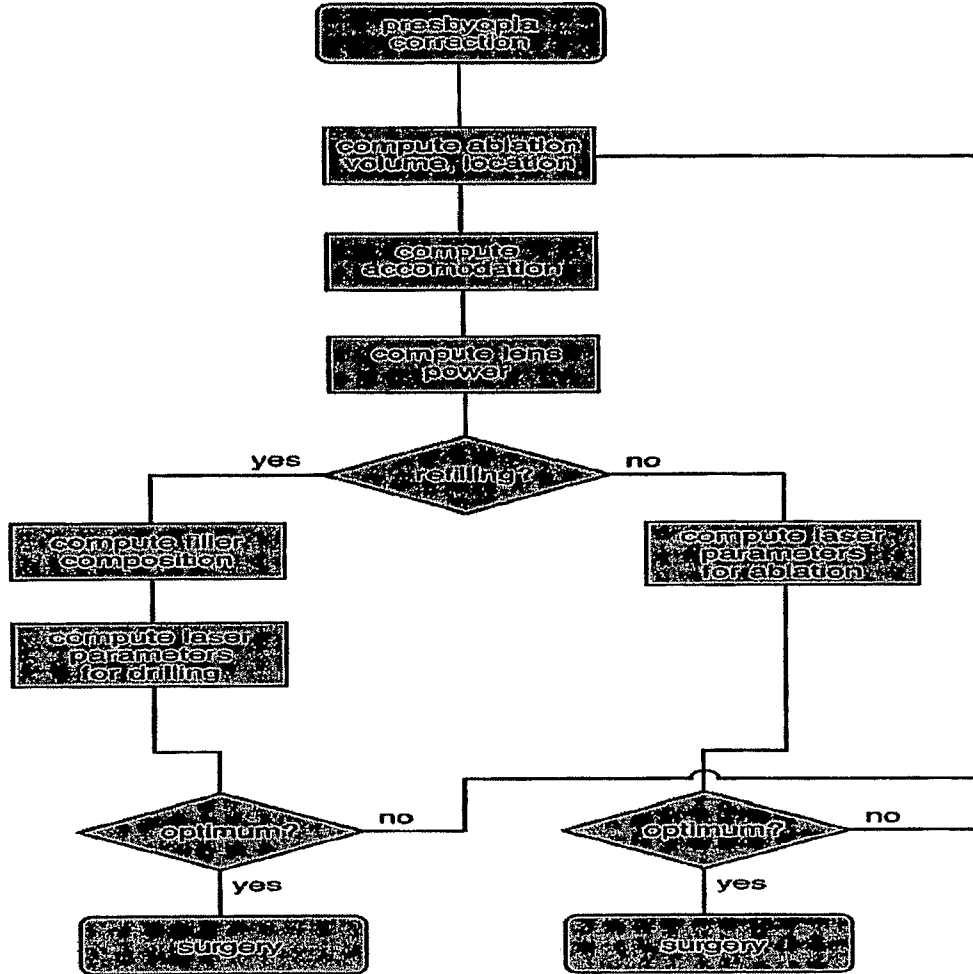 presbyopia
correction
compute ablation
volume, location
compute
accomodation
compute lens
power
yes
refilling?
no
compute filler
composition
compute laser
parameters
for ablation
compute laser
parameters
for drilling
optimum?
no
optimum?
no
yes
yes
surgery
surgery